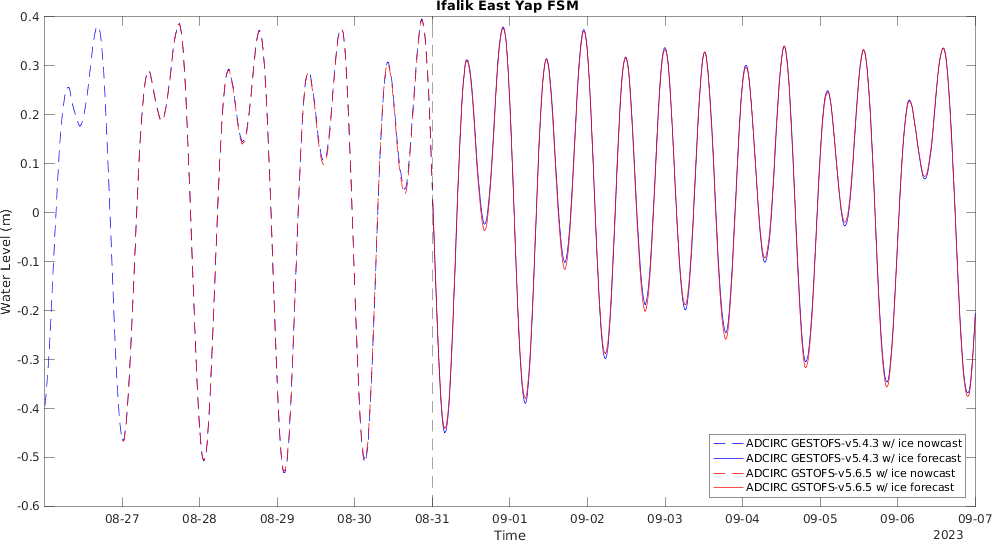 Ifalik East Yap FSM
0.4
0.3
0.2
0.1
0
-0.1
-0.2
-0.3
-0.4
-0.5
-0.6
Water Level (m)
ADCIRC GESTOFS-v5.4.3 w/ ice nowcast
ADCIRC GESTOFS-v5.4.3 w/ ice forecast
ADCIRC GSTOFS-v5.6.5 w/ ice nowcast
ADCIRC GSTOFS-v5.6.5 w/ ice forecast
08-27 08-28 08-29 08-30 08-31 09-01 09-02 09-03 09-04 09-05 09-06 09-07
Time
2023